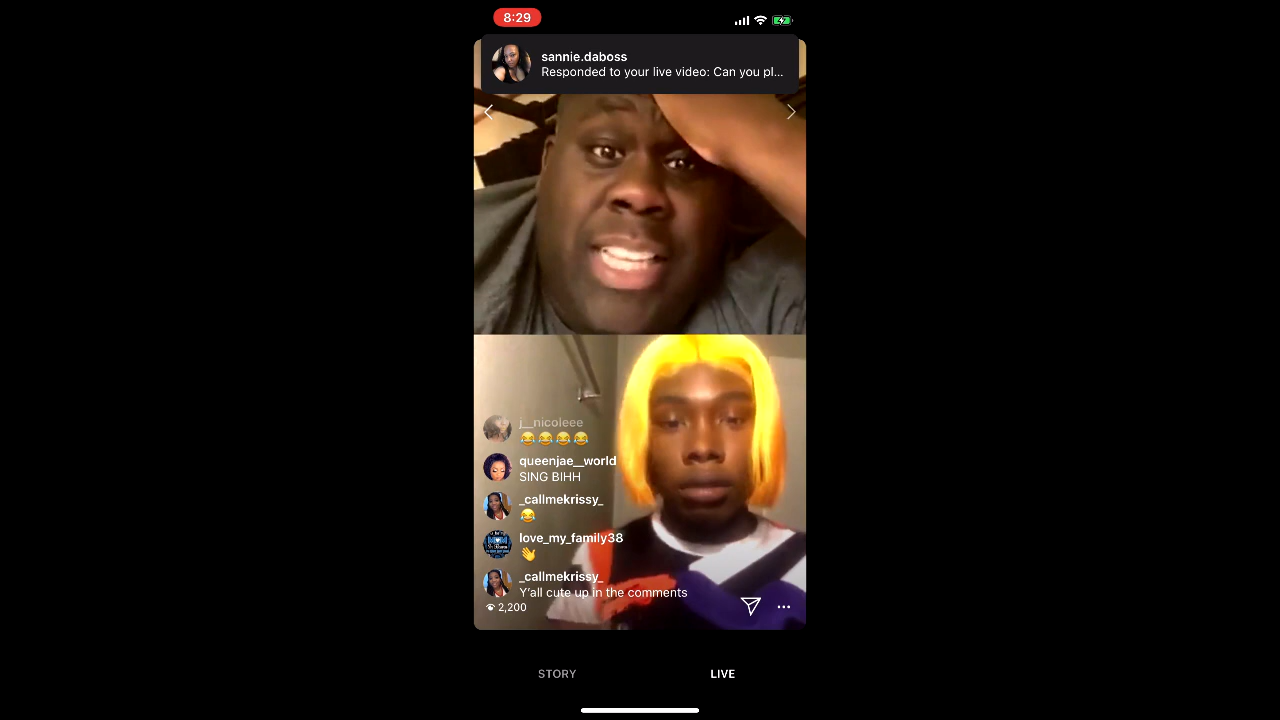 8:29
sannie.daboss
Responded to your live video: Can you pl...
j__nicoleee
😂😂😂😂
queenjae__world
SING BIHH
_callmekrissy_
😂
love_my_family38
👋
_callmekrissy_
Y'all cute up in the comments
2,200
STORY
LIVE